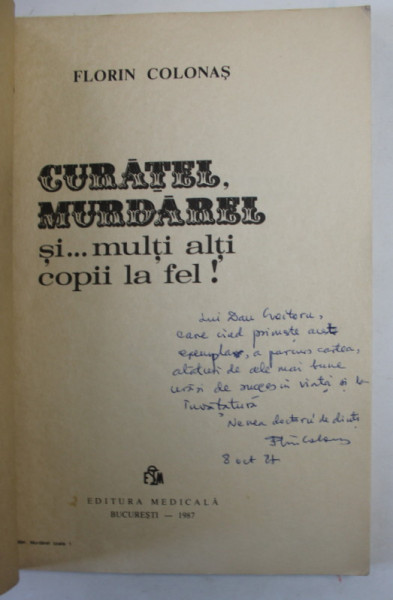 FLORIN COLONAȘ
CURĂȚEL,
MURDĂREL
și... mulți alți
copii la fel!
Lui Dan Croitoru,
care cînd primește acest
exemplar, a parcurs cartea,
alături de cele mai bune
urări de succes în viață și la
învățătură
Nenea doctorul de dinți
8 oct 87
EDITURA MEDICALĂ
BUCUREȘTI — 1987